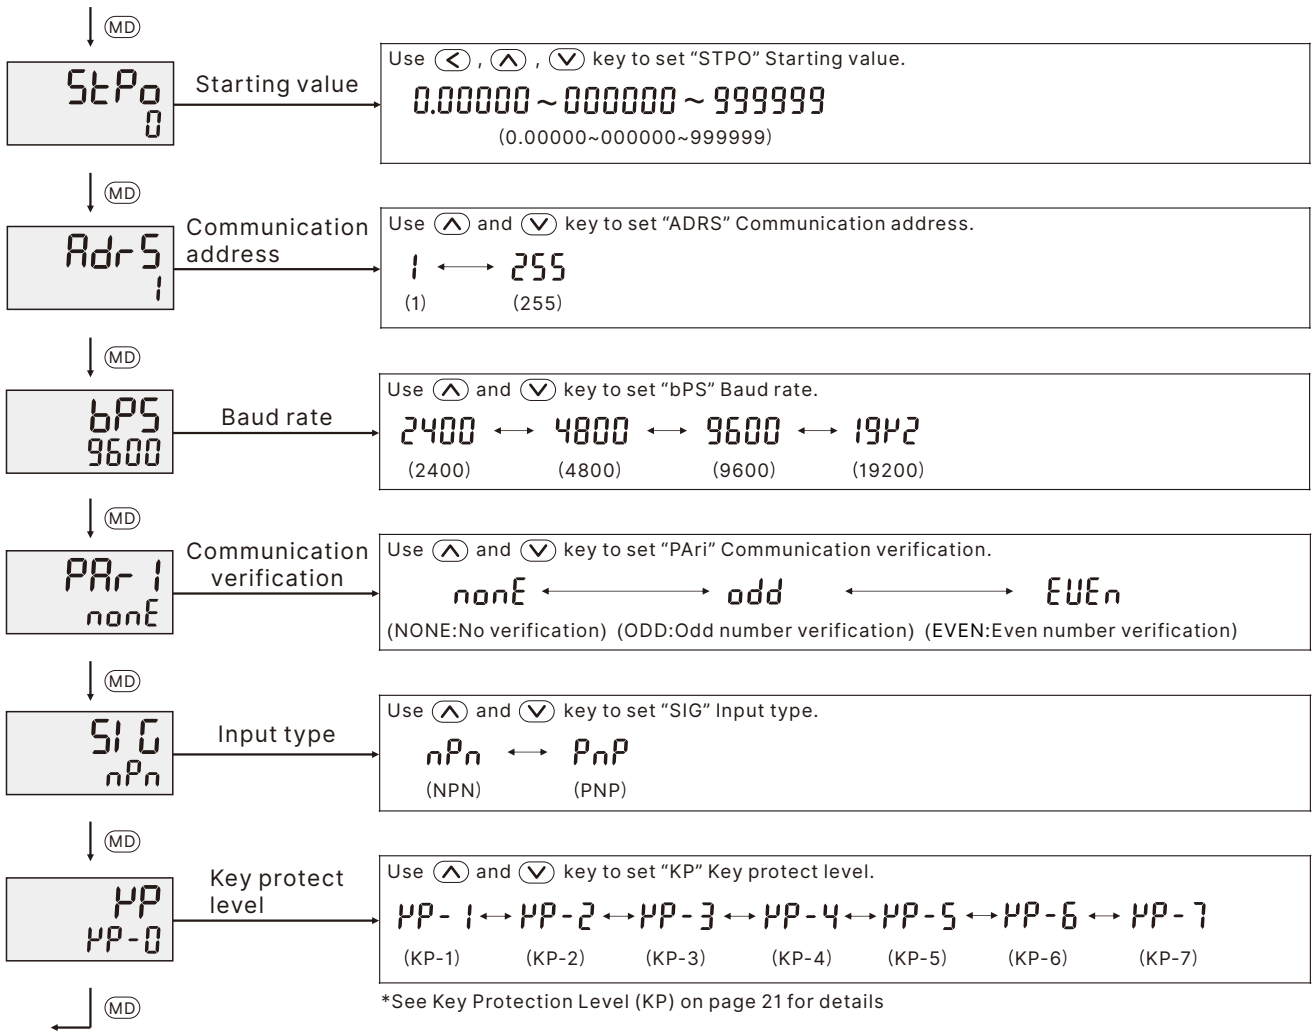 MD
StPo
0
Starting value
Use < , ∧ , ∨ key to set “STPO” Starting value.
0.00000 ~ 000000 ~ 999999
(0.00000~000000~999999)
MD
AdrS
1
Communication
address
Use ∧ and ∨ key to set “ADRS” Communication address.
1 ↔ 255
(1) (255)
MD
bPS
9600
Baud rate
Use ∧ and ∨ key to set “bPS” Baud rate.
2400 ↔ 4800 ↔ 9600 ↔ 19K2
(2400) (4800) (9600) (19200)
MD
PAri
nonE
Communication
verification
Use ∧ and ∨ key to set “PAri” Communication verification.
nonE ↔ odd ↔ EVEn
(NONE:No verification) (ODD:Odd number verification) (EVEN:Even number verification)
MD
SIG
nPn
Input type
Use ∧ and ∨ key to set “SIG” Input type.
nPn ↔ PnP
(NPN) (PNP)
MD
KP
KP-0
Key protect
level
Use ∧ and ∨ key to set “KP” Key protect level.
KP-1 ↔ KP-2 ↔ KP-3 ↔ KP-4 ↔ KP-5 ↔ KP-6 ↔ KP-7
(KP-1) (KP-2) (KP-3) (KP-4) (KP-5) (KP-6) (KP-7)
*See Key Protection Level (KP) on page 21 for details
MD